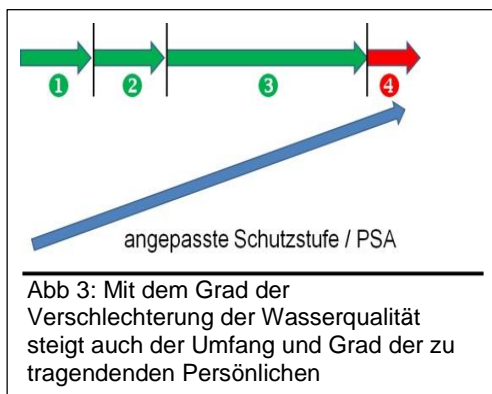 1 2 3 4
angepasste Schutzstufe / PSA
Abb 3: Mit dem Grad der
Verschlechterung der Wasserqualität
steigt auch der Umfang und Grad der zu
tragendenden Persönlichen